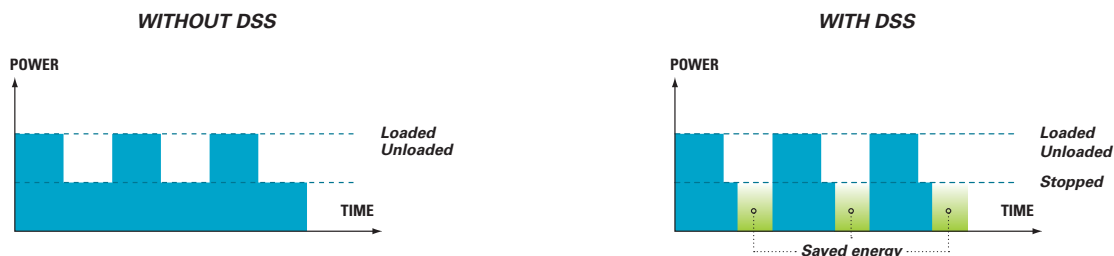 WITHOUT DSS
POWER
Loaded
Unloaded
TIME
WITH DSS
POWER
Loaded
Unloaded
Stopped
TIME
Saved energy